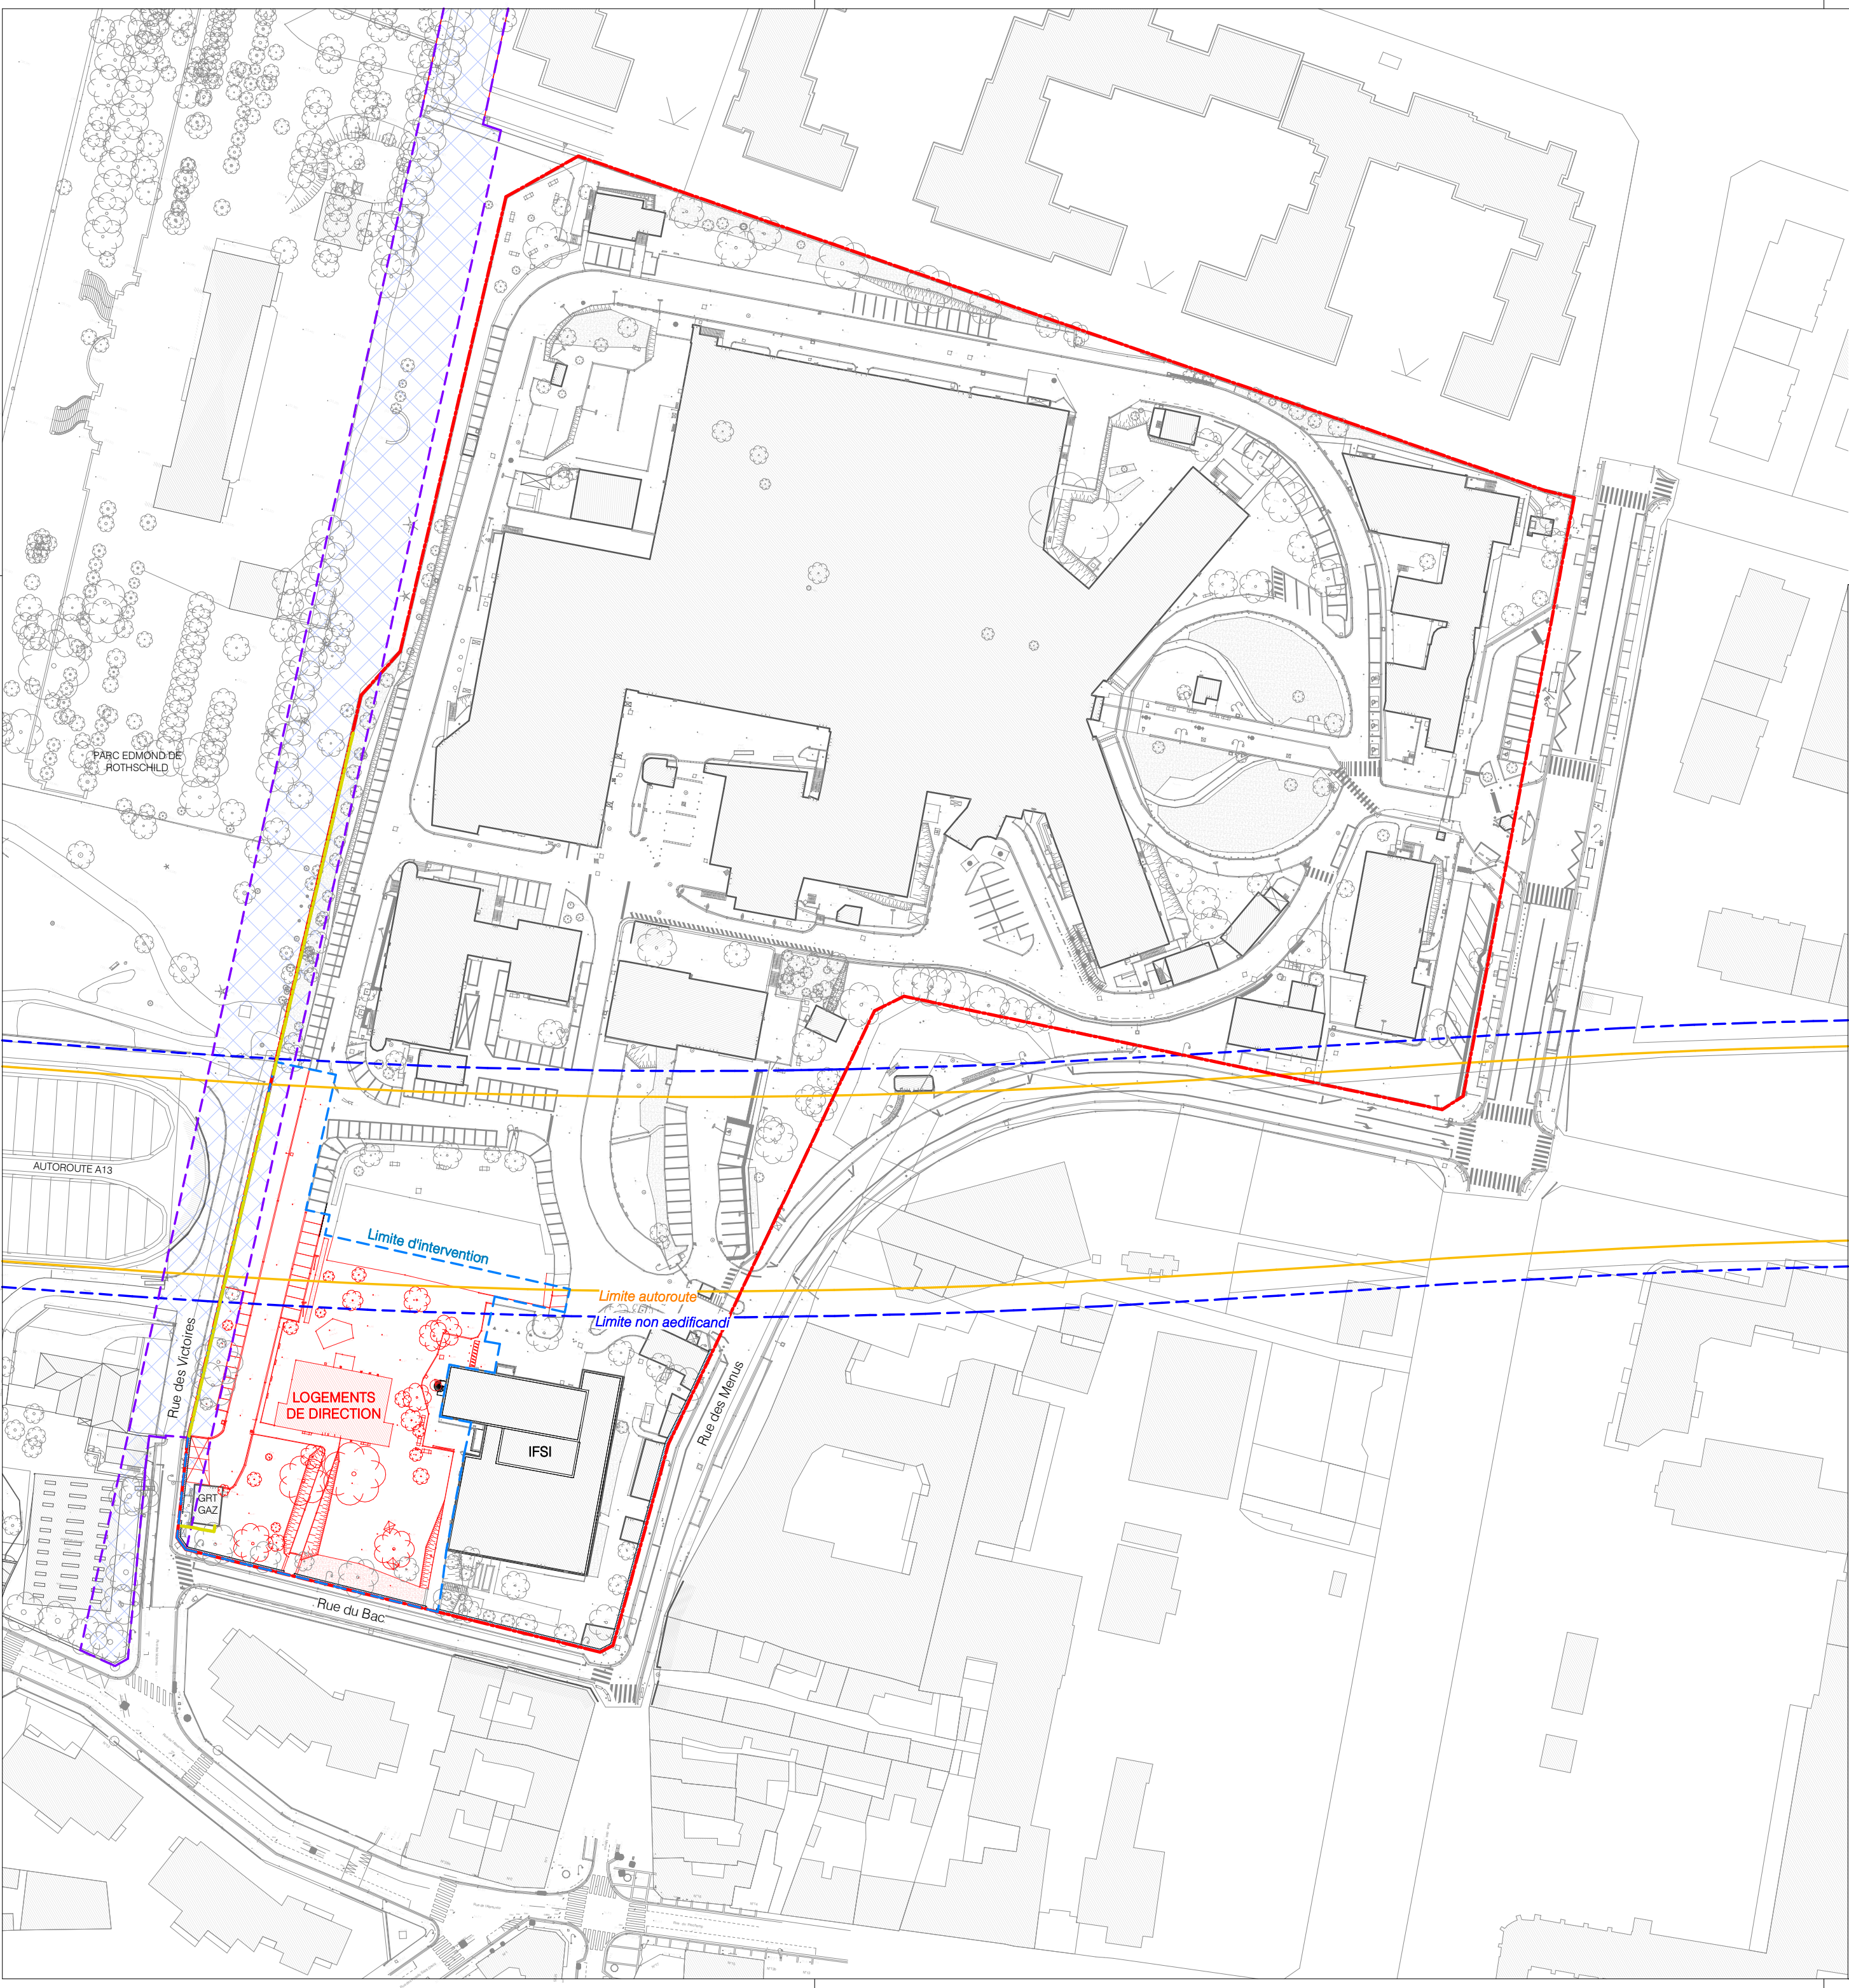 PARC EDMOND DE
ROTHSCHILD
AUTOROUTE A13
Limite d'intervention
Limite autoroute
Limite non aedificandi
Rue des Victoires
Rue des Menus
LOGEMENTS
DE DIRECTION
IFSI
GRT
GAZ
Rue du Bac